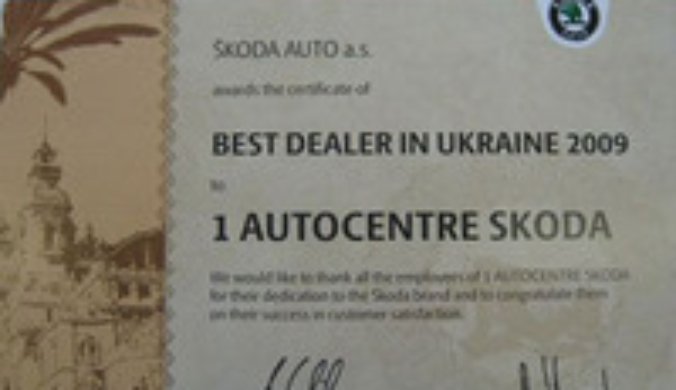 ŠKODA AUTO a.s.
awards the certificate of
BEST DEALER IN UKRAINE 2009
to
1 AUTOCENTRE SKODA
We would like to thank all the employees of 1 AUTOCENTRE SKODA
for their dedication to the Skoda brand and to congratulate them
on their success in customer satisfaction.